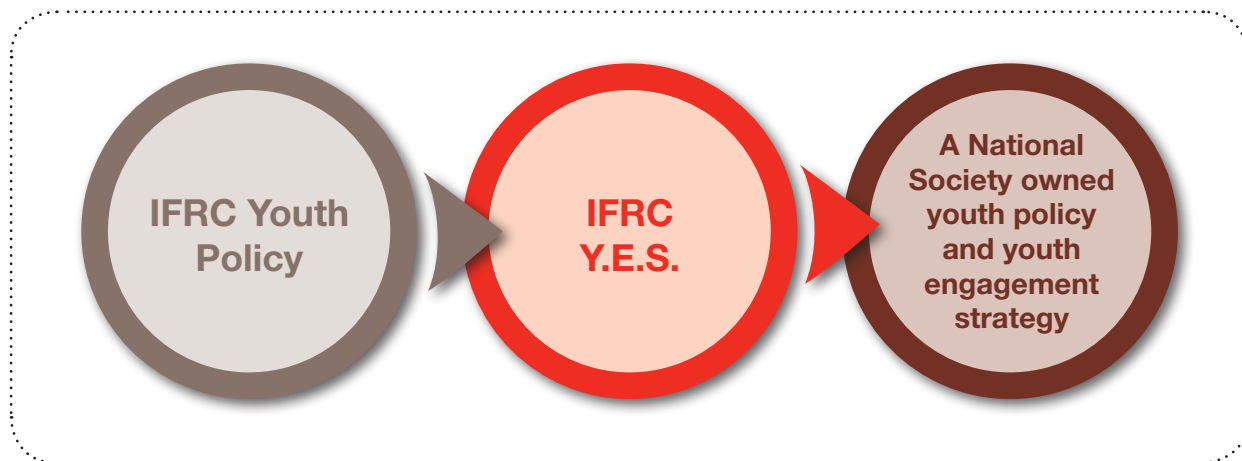 IFRC Youth
Policy
IFRC
Y.E.S.
A National
Society owned
youth policy
and youth
engagement
strategy